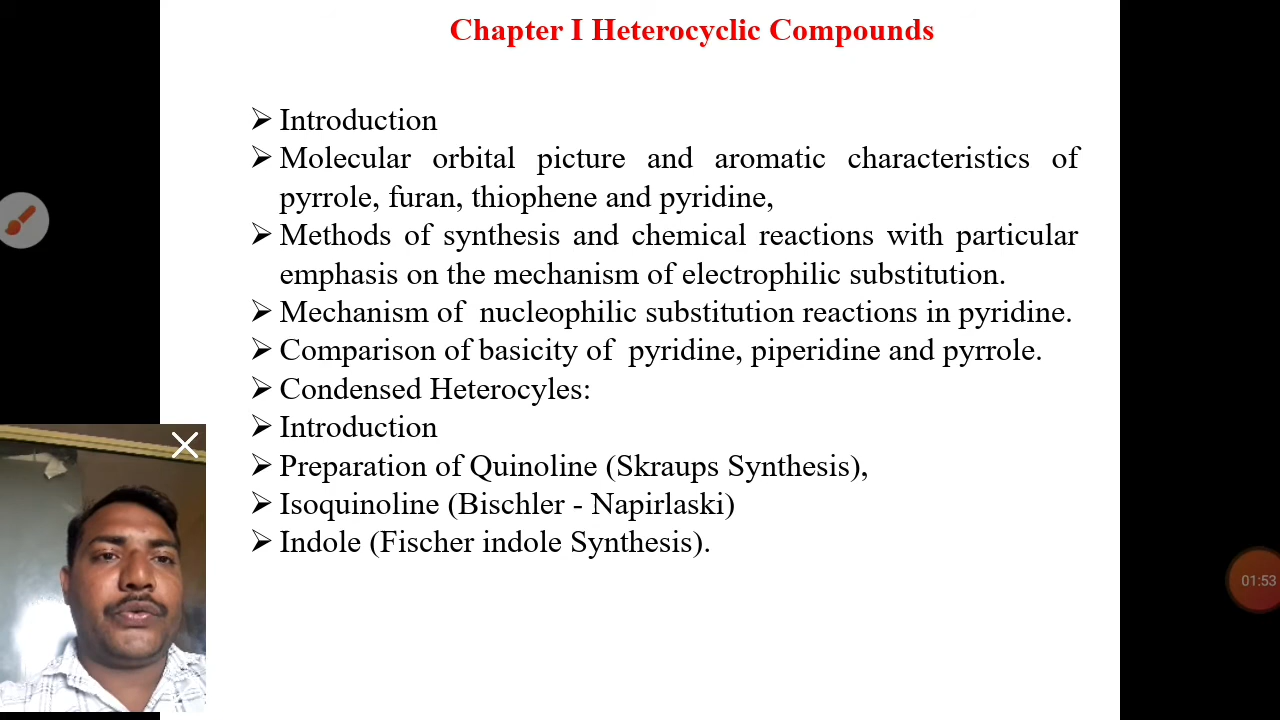 Chapter I Heterocyclic Compounds
➢ Introduction
➢ Molecular orbital picture and aromatic characteristics of
pyrrole, furan, thiophene and pyridine,
➢ Methods of synthesis and chemical reactions with particular
emphasis on the mechanism of electrophilic substitution.
➢ Mechanism of nucleophilic substitution reactions in pyridine.
➢ Comparison of basicity of pyridine, piperidine and pyrrole.
➢ Condensed Heterocyles:
➢ Introduction
➢ Preparation of Quinoline (Skraups Synthesis),
➢ Isoquinoline (Bischler - Napirlaski)
➢ Indole (Fischer indole Synthesis).
01:53